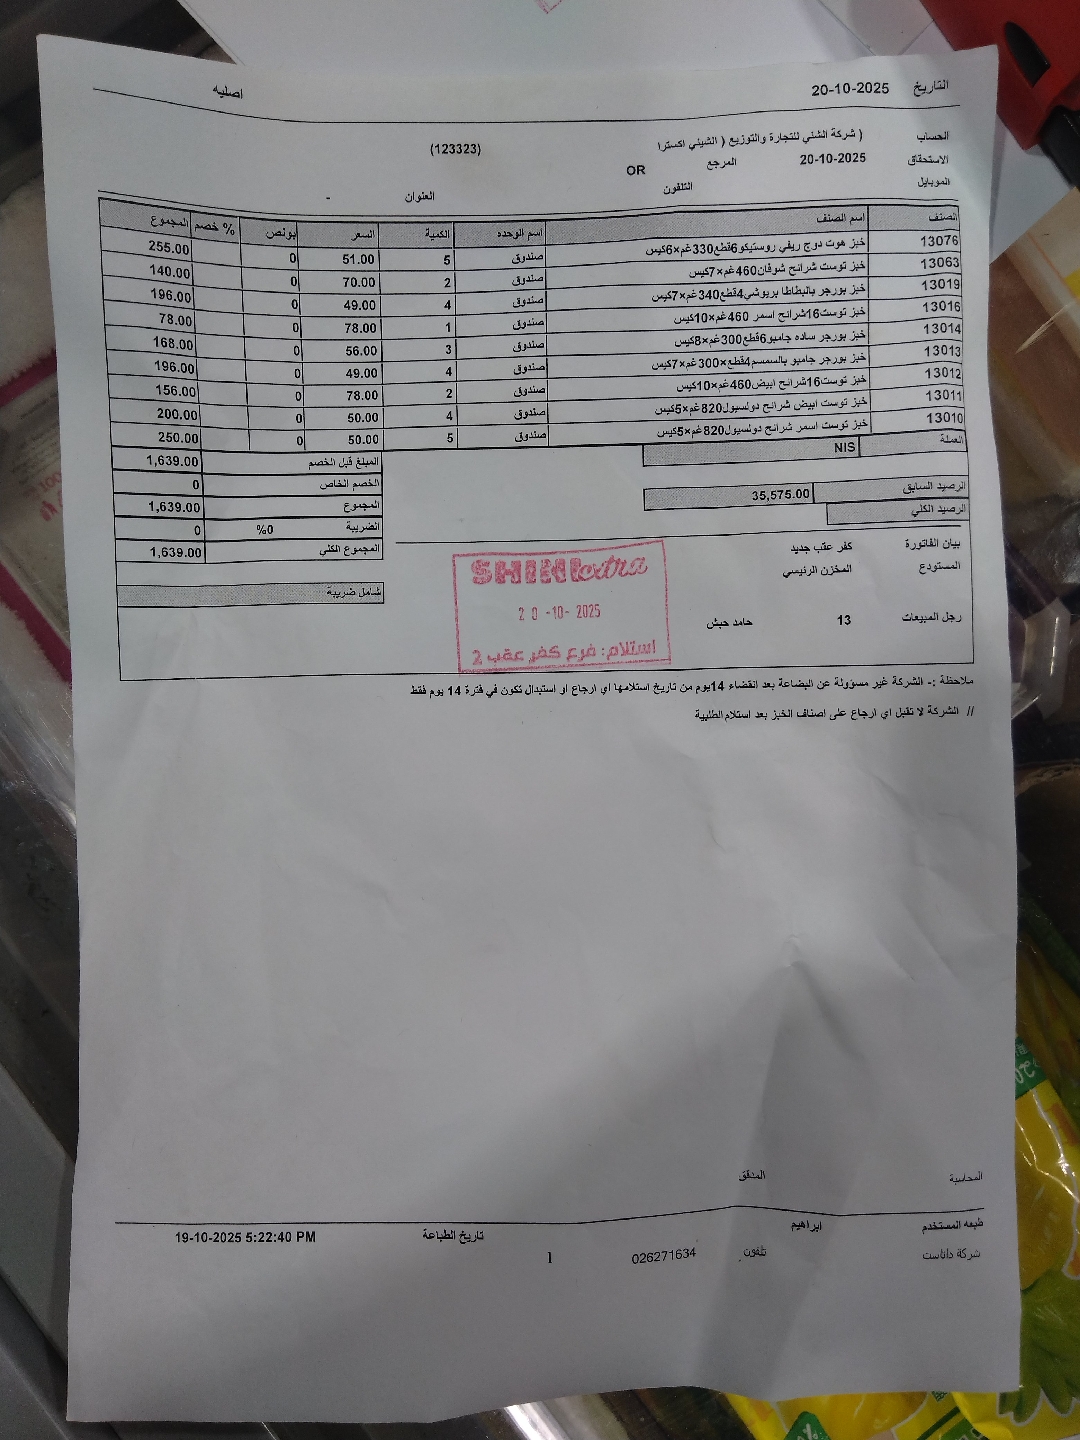 التاريخ 20-10-2025 اصليه
الحساب ( شركة الشني للتجارة والتوزيع ( الشيني اكسترا (123323)
الاستحقاق 20-10-2025 المرجع OR
الموبايل التلفون العنوان -
الصنف اسم الصنف اسم الوحده الكمية السعر بونص % خصم المجموع
13076 خبز هوت دوج ريفي روستيكو6قطع330غم×6كيس صندوق 5 51.00 0 255.00
13063 خبز توست شرائح شوفان460غم×7كيس صندوق 2 70.00 0 140.00
13019 خبز بورجر بالبطاطا بريوشي4قطع340غم×7كيس صندوق 4 49.00 0 196.00
13016 خبز توست16شرائح اسمر 460غم×10كيس صندوق 1 78.00 0 78.00
13014 خبز بورجر ساده جامبو6قطع300غم×8كيس صندوق 3 56.00 0 168.00
13013 خبز بورجر جامبو بالسمسم4قطع×300غم×7كيس صندوق 4 49.00 0 196.00
13012 خبز توست16شرائح ابيض460غم×10كيس صندوق 2 78.00 0 156.00
13011 خبز توست ابيض شرائح دولسيول820غم×5كيس صندوق 4 50.00 0 200.00
13010 خبز توست اسمر شرائح دولسيول820غم×5كيس صندوق 5 50.00 0 250.00
العملة NIS
المبلغ قبل الخصم 1,639.00
الخصم الخاص 0
الرصيد السابق 35,575.00
المجموع 1,639.00
الرصيد الكلي
الضريبة %0 0
المجموع الكلي 1,639.00
بيان الفاتورة كفر عقب جديد
المستودع المخزن الرئيسي
شامل ضريبة
رجل المبيعات 13 حامد حبش
SHINI extra
20-10-2025
استلام: فرع كفر عقب 2
ملاحظة :- الشركة غير مسؤولة عن البضاعة بعد انقضاء 14يوم من تاريخ استلامها اي ارجاع او استبدال تكون في فترة 14 يوم فقط
// الشركة لا تقبل اي ارجاع على اصناف الخبز بعد استلام الطلبية
المحاسبة المدقق
طبعه المستخدم ابراهيم تاريخ الطباعة 19-10-2025 5:22:40 PM
شركة داناست تلفون 026271634 1